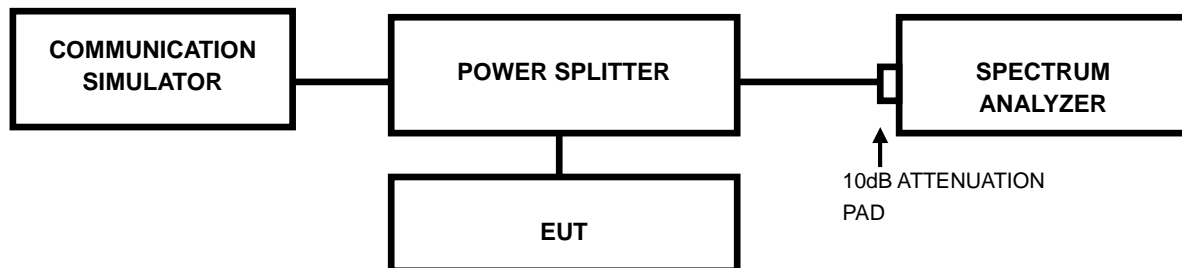 COMMUNICATION
SIMULATOR
POWER SPLITTER
SPECTRUM
ANALYZER
10dB ATTENUATION
PAD
EUT